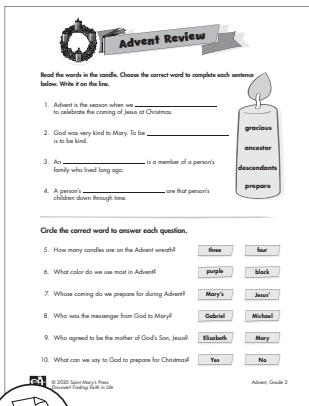 Advent Review
Read the words in the candle. Choose the correct word to complete each sentence
below. Write it on the line.
1. Advent is the season when we
to celebrate the coming of Jesus at Christmas.
2. God was very kind to Mary. To be
is to be kind.
3. An is a member of a person's
family who lived long ago.
4. A person's are that person's
children down through time.
gracious
ancestor
descendants
prepare
Circle the correct word to answer each question.
5. How many candles are on the Advent wreath? three four
6. What color do we use most in Advent? purple black
7. Whose coming do we prepare for during Advent? Mary's Jesus'
8. Who was the messenger from God to Mary? Gabriel Michael
9. Who agreed to be the mother of God's Son, Jesus? Elizabeth Mary
10. What can we say to God to prepare for Christmas? Yes No
© 2020 Saint Mary's Press
Discover! Finding Faith in Life
Advent, Grade 2